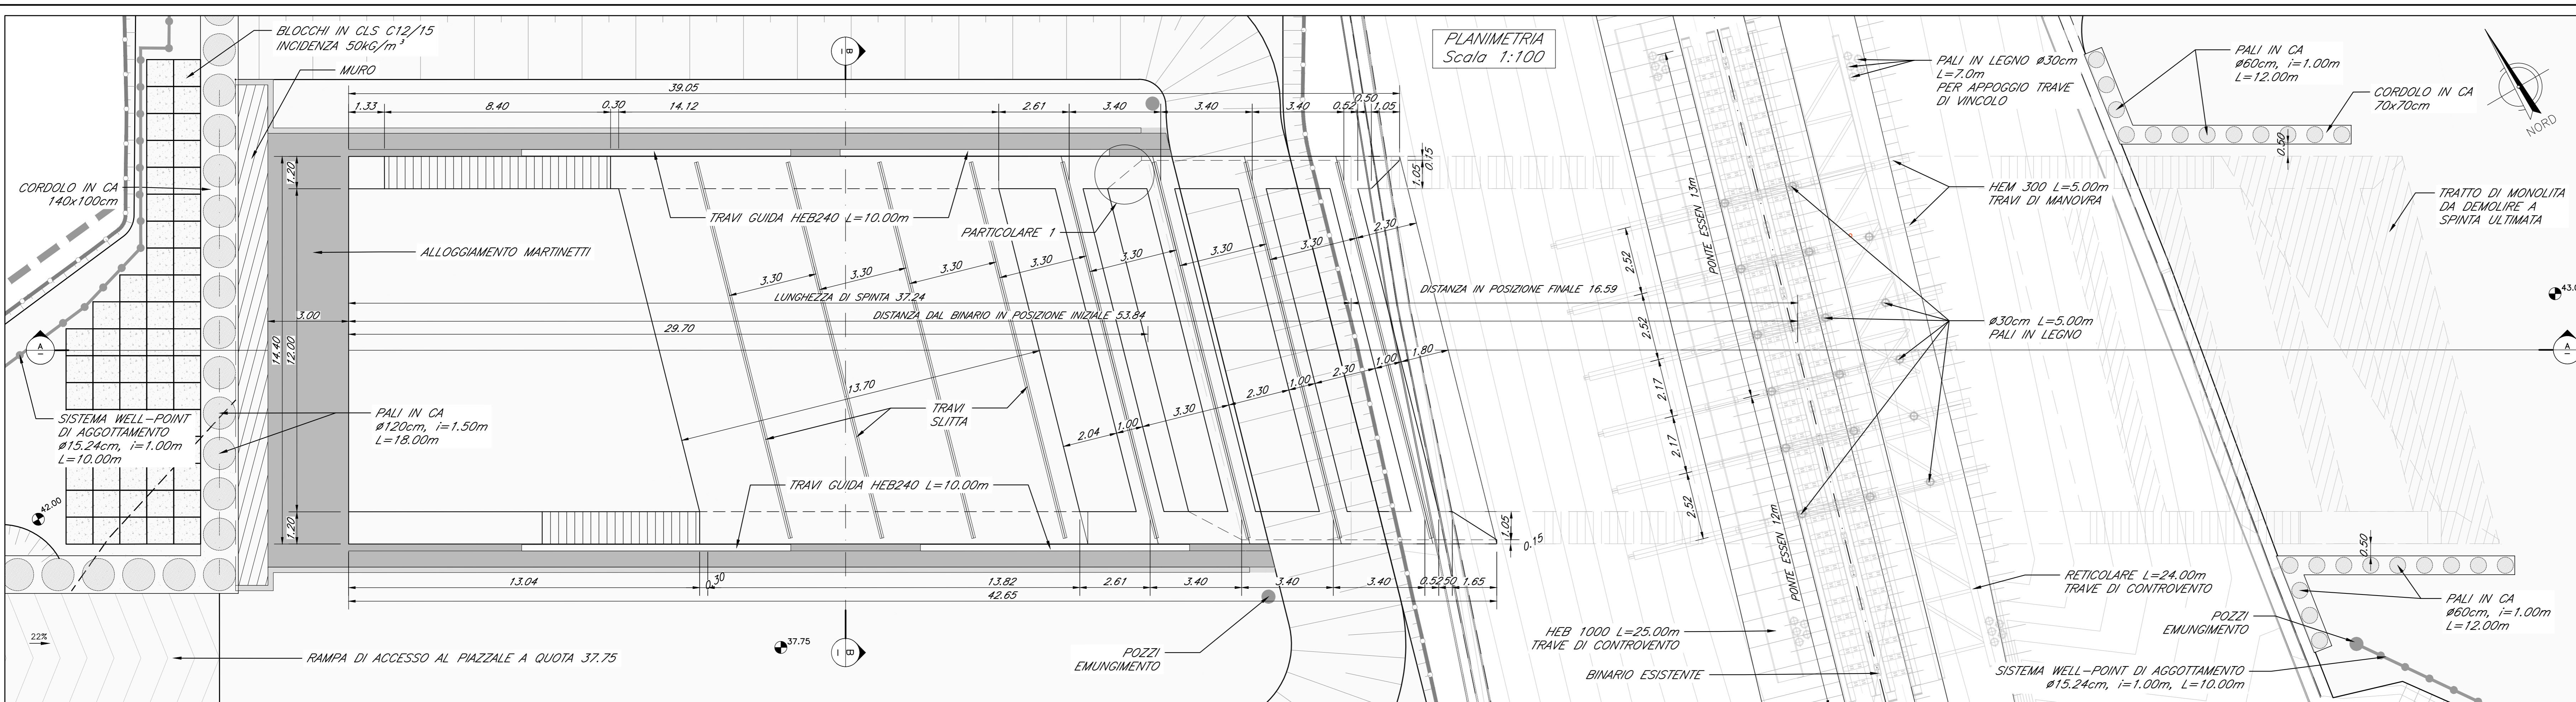 BLOCCHI IN CLS C12/15
INCIDENZA 50kG/m³
MURO
CORDOLO IN CA
140x100cm
ALLOGGIAMENTO MARTINETTI
SISTEMA WELL-POINT
DI AGGOTTAMENTO
ø15.24cm, i=1.00m
L=10.00m
PALI IN CA
ø120cm, i=1.50m
L=18.00m
42.00
22%
RAMPA DI ACCESSO AL PIAZZALE A QUOTA 37.75
37.75
A
B
I
39.05
1.33
8.40
0.30
14.12
2.61
3.40
3.40
3.40
0.52
0.50
1.05
1.20
14.40
12.00
1.20
3.00
TRAVI GUIDA HEB240 L=10.00m
PARTICOLARE 1
1.05
0.15
3.30
3.30
3.30
3.30
3.30
3.30
3.30
2.30
LUNGHEZZA DI SPINTA 37.24
DISTANZA IN POSIZIONE FINALE 16.59
DISTANZA DAL BINARIO IN POSIZIONE INIZIALE 53.84
29.70
13.70
TRAVI
SLITTA
2.04
1.00
3.30
2.30
1.00
2.30
1.00
1.80
TRAVI GUIDA HEB240 L=10.00m
1.05
0.15
13.04
0.30
13.82
2.61
3.40
3.40
3.40
0.52
50
1.65
42.65
B
I
POZZI
EMUNGIMENTO
PLANIMETRIA
Scala 1:100
PONTE ESSEN 13m
PONTE ESSEN 12m
2.52
2.52
2.17
2.17
2.52
PALI IN LEGNO ø30cm
L=7.0m
PER APPOGGIO TRAVE
DI VINCOLO
HEM 300 L=5.00m
TRAVI DI MANOVRA
ø30cm L=5.00m
PALI IN LEGNO
RETICOLARE L=24.00m
TRAVE DI CONTROVENTO
HEB 1000 L=25.00m
TRAVE DI CONTROVENTO
BINARIO ESISTENTE
PALI IN CA
ø60cm, i=1.00m
L=12.00m
CORDOLO IN CA
70x70cm
0.50
NORD
TRATTO DI MONOLITA
DA DEMOLIRE A
SPINTA ULTIMATA
A
0.50
PALI IN CA
ø60cm, i=1.00m
L=12.00m
POZZI
EMUNGIMENTO
SISTEMA WELL-POINT DI AGGOTTAMENTO
ø15.24cm, i=1.00m, L=10.00m